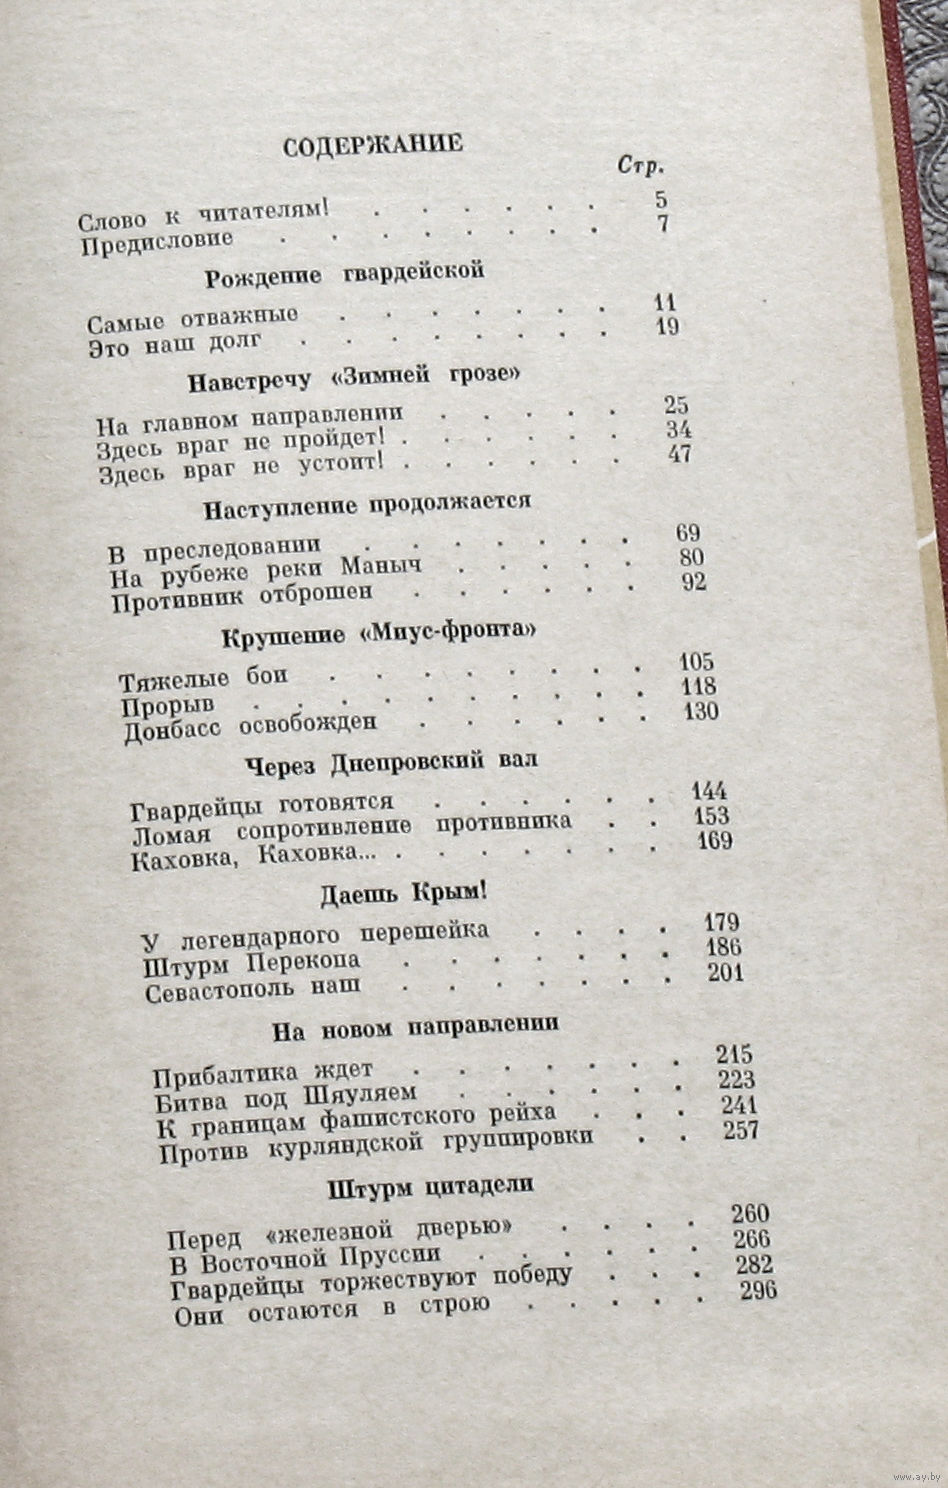 СОДЕРЖАНИЕ
Стр.
Слово к читателям! . . . . . . 5
Предисловие . . . . . . . 7
Рождение гвардейской
Самые отважные . . . . . . . 11
Это наш долг . . . . . . . 19
Навстречу «Зимней грозе»
На главном направлении . . . . . 25
Здесь враг не пройдет! . . . . . . 34
Здесь враг не устоит! . . . . . . 47
Наступление продолжается
В преследовании . . . . . . . 69
На рубеже реки Маныч . . . . . 80
Противник отброшен . . . . . . 92
Крушение «Миус-фронта»
Тяжелые бои . . . . . . . . 105
Прорыв . . . . . . . . . . 118
Донбасс освобожден . . . . . . 130
Через Днепровский вал
Гвардейцы готовятся . . . . . . 144
Ломая сопротивление противника . . 153
Каховка, Каховка... . . . . . . . 169
Даешь Крым!
У легендарного перешейка . . . . 179
Штурм Перекопа . . . . . . . 186
Севастополь наш . . . . . . . 201
На новом направлении
Прибалтика ждет . . . . . . . 215
Битва под Шяуляем . . . . . . 223
К границам фашистского рейха . . . 241
Против курляндской группировки . . 257
Штурм цитадели
Перед «железной дверью» . . . . 260
В Восточной Пруссии . . . . . . 266
Гвардейцы торжествуют победу . . . 282
Они остаются в строю . . . . . 296
www.ay.by